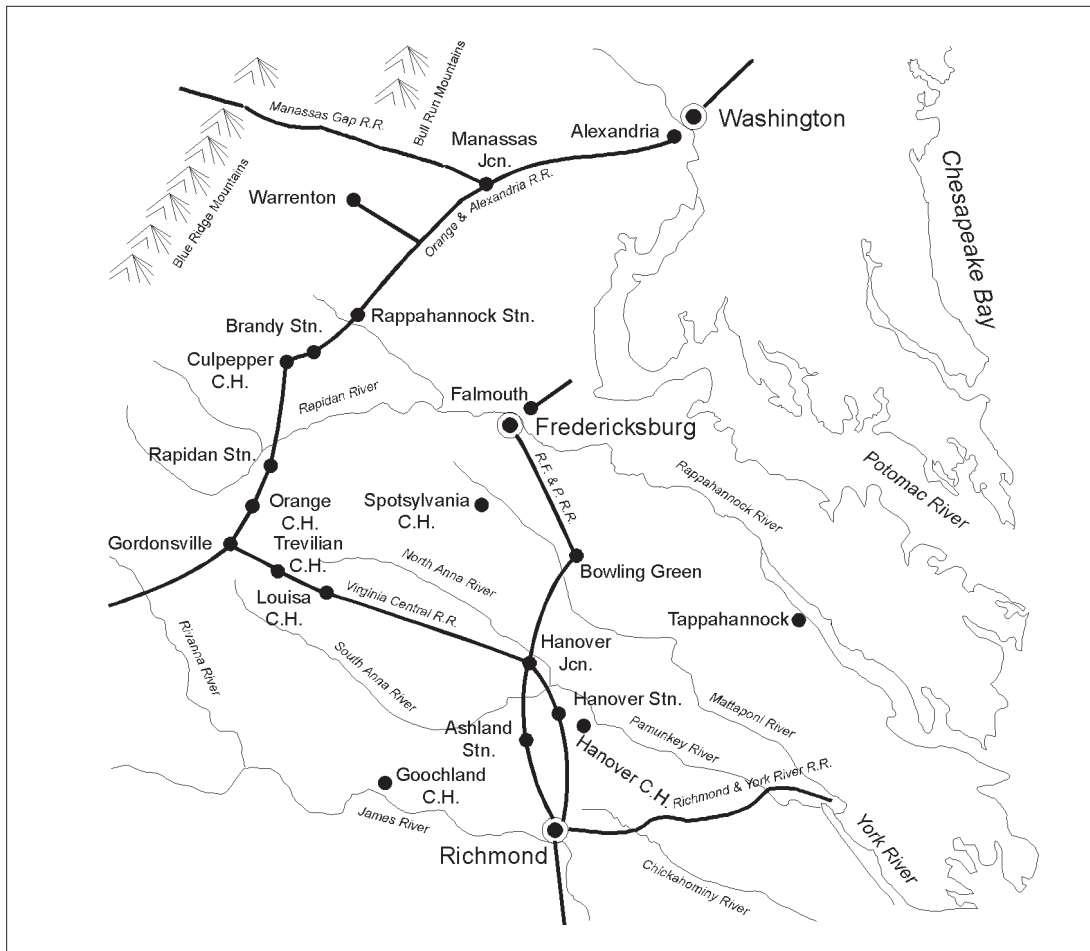 Washington
Alexandria
Manassas Gap R.R.
Bull Run Mountains
Manassas
Jcn.
Chesapeake Bay
Warrenton
Orange & Alexandria R.R.
Blue Ridge Mountains
Rappahannock Stn.
Brandy Stn.
Culpepper
C.H.
Rapidan River
Falmouth
Fredericksburg
Rapidan Stn.
R.F. & P. R.R.
Rappahannock River
Potomac River
Orange
C.H.
Spotsylvania
C.H.
Gordonsville
Trevilian
C.H.
North Anna River
Bowling Green
Louisa
C.H.
Virginia Central R.R.
Tappahannock
Rivanna River
South Anna River
Hanover
Jcn.
Hanover Stn.
Mattaponi River
Ashland
Stn.
Pamunkey River
Hanover C.H.
Goochland
C.H.
Richmond & York River R.R.
James River
Richmond
York River
Chickahominy River